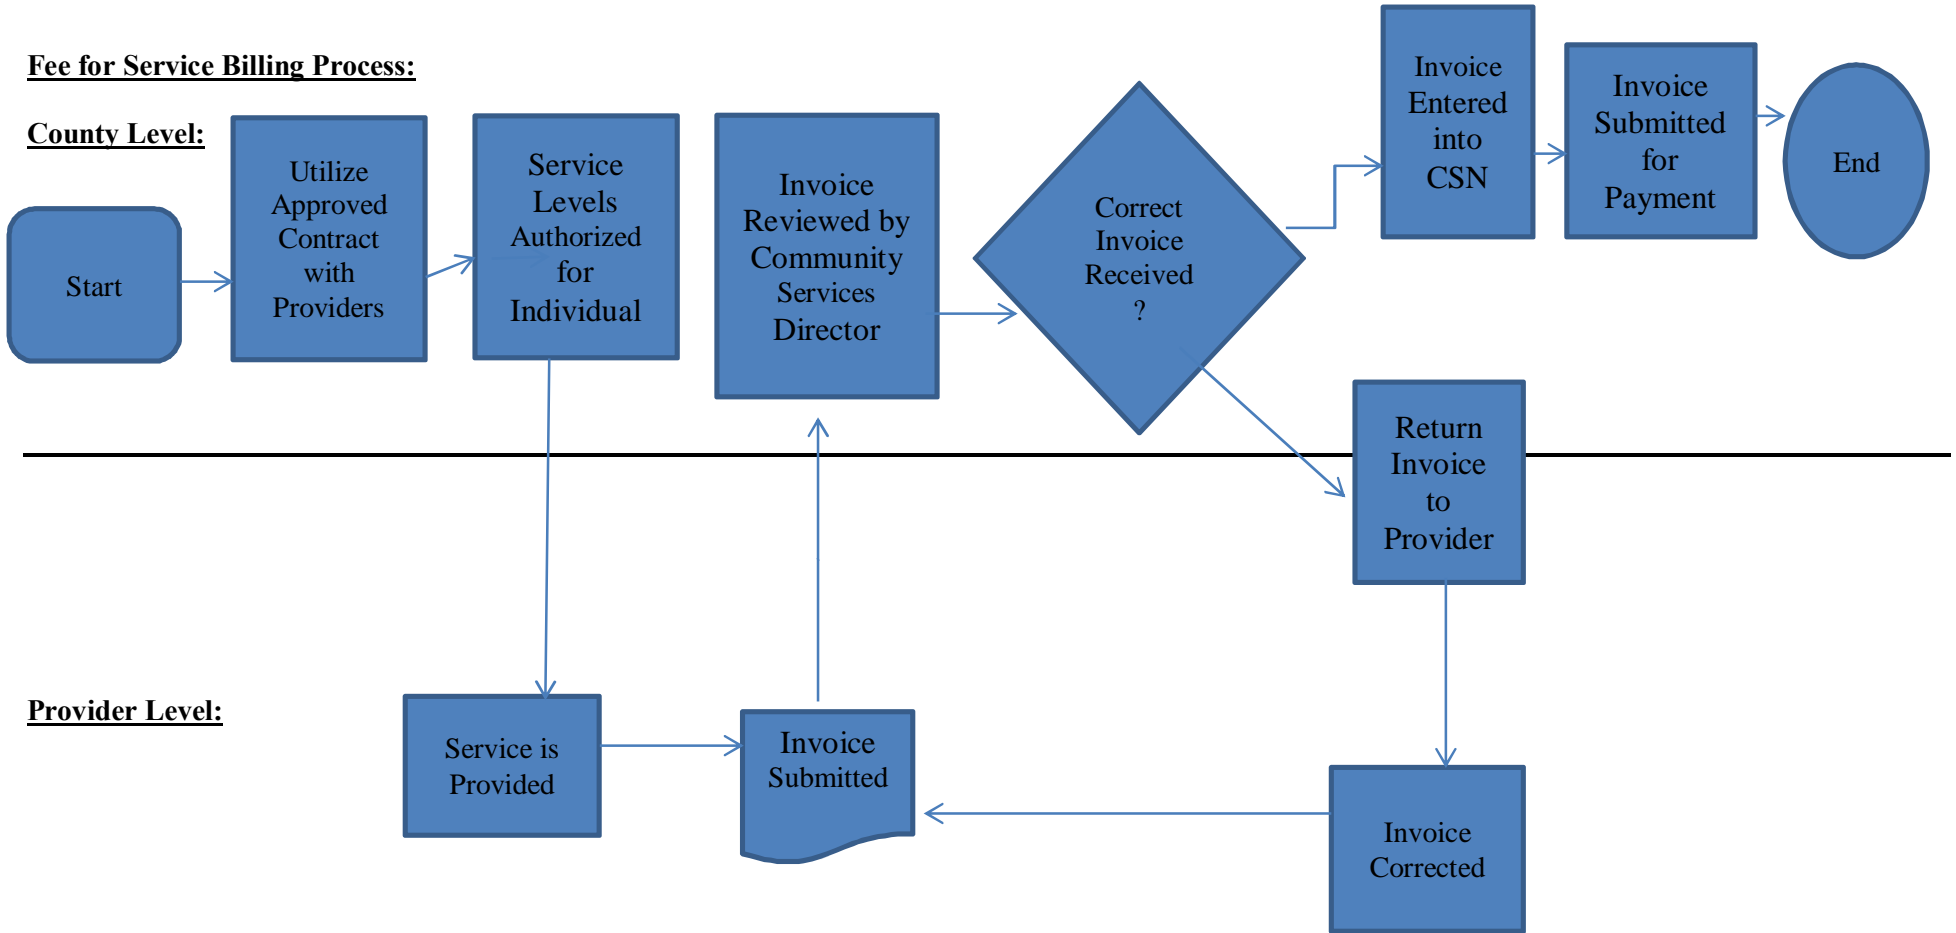 Fee for Service Billing Process:
County Level:
Start
Utilize
Approved
Contract
with
Providers
Service
Levels
Authorized
for
Individual
Invoice
Reviewed by
Community
Services
Director
Correct
Invoice
Received
?
Invoice
Entered
into
CSN
Invoice
Submitted
for
Payment
End
Return
Invoice
to
Provider
Provider Level:
Service is
Provided
Invoice
Submitted
Invoice
Corrected